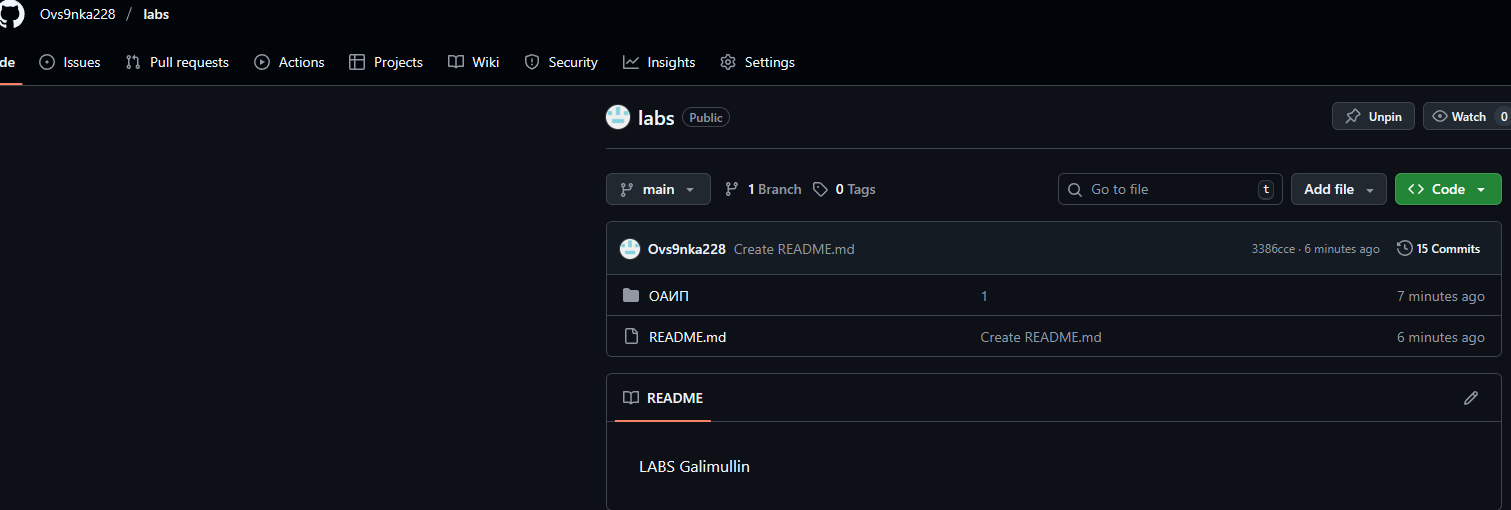 Ovs9nka228 / labs
de Issues Pull requests Actions Projects Wiki Security Insights Settings
labs Public Unpin Watch 0
main 1 Branch 0 Tags Go to file t Add file Code
Ovs9nka228 Create README.md 3386cce · 6 minutes ago 15 Commits
ОАИП 1 7 minutes ago
README.md Create README.md 6 minutes ago
README
LABS Galimullin